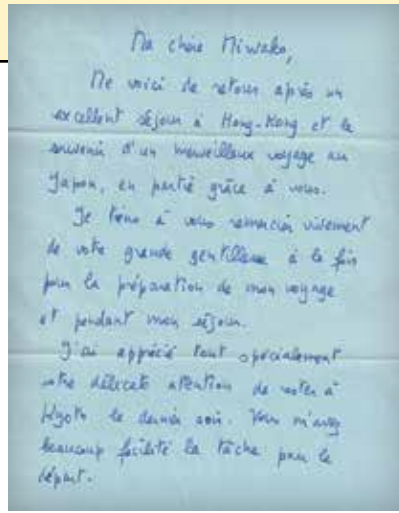 Ma chère Miwako,
Me voici de retour après un
excellent séjour à Hong-Kong et le
souvenir d'un merveilleux voyage au
Japon, en partie grâce à vous.
Je tiens à vous remercier vivement
de votre grande gentillesse à la fois
pour la préparation de mon voyage
et pendant mon séjour.
J'ai apprécié tout spécialement
votre délicate attention de rester à
Kyoto le dernier soir. Vous m'avez
beaucoup facilité la tâche pour le
départ.